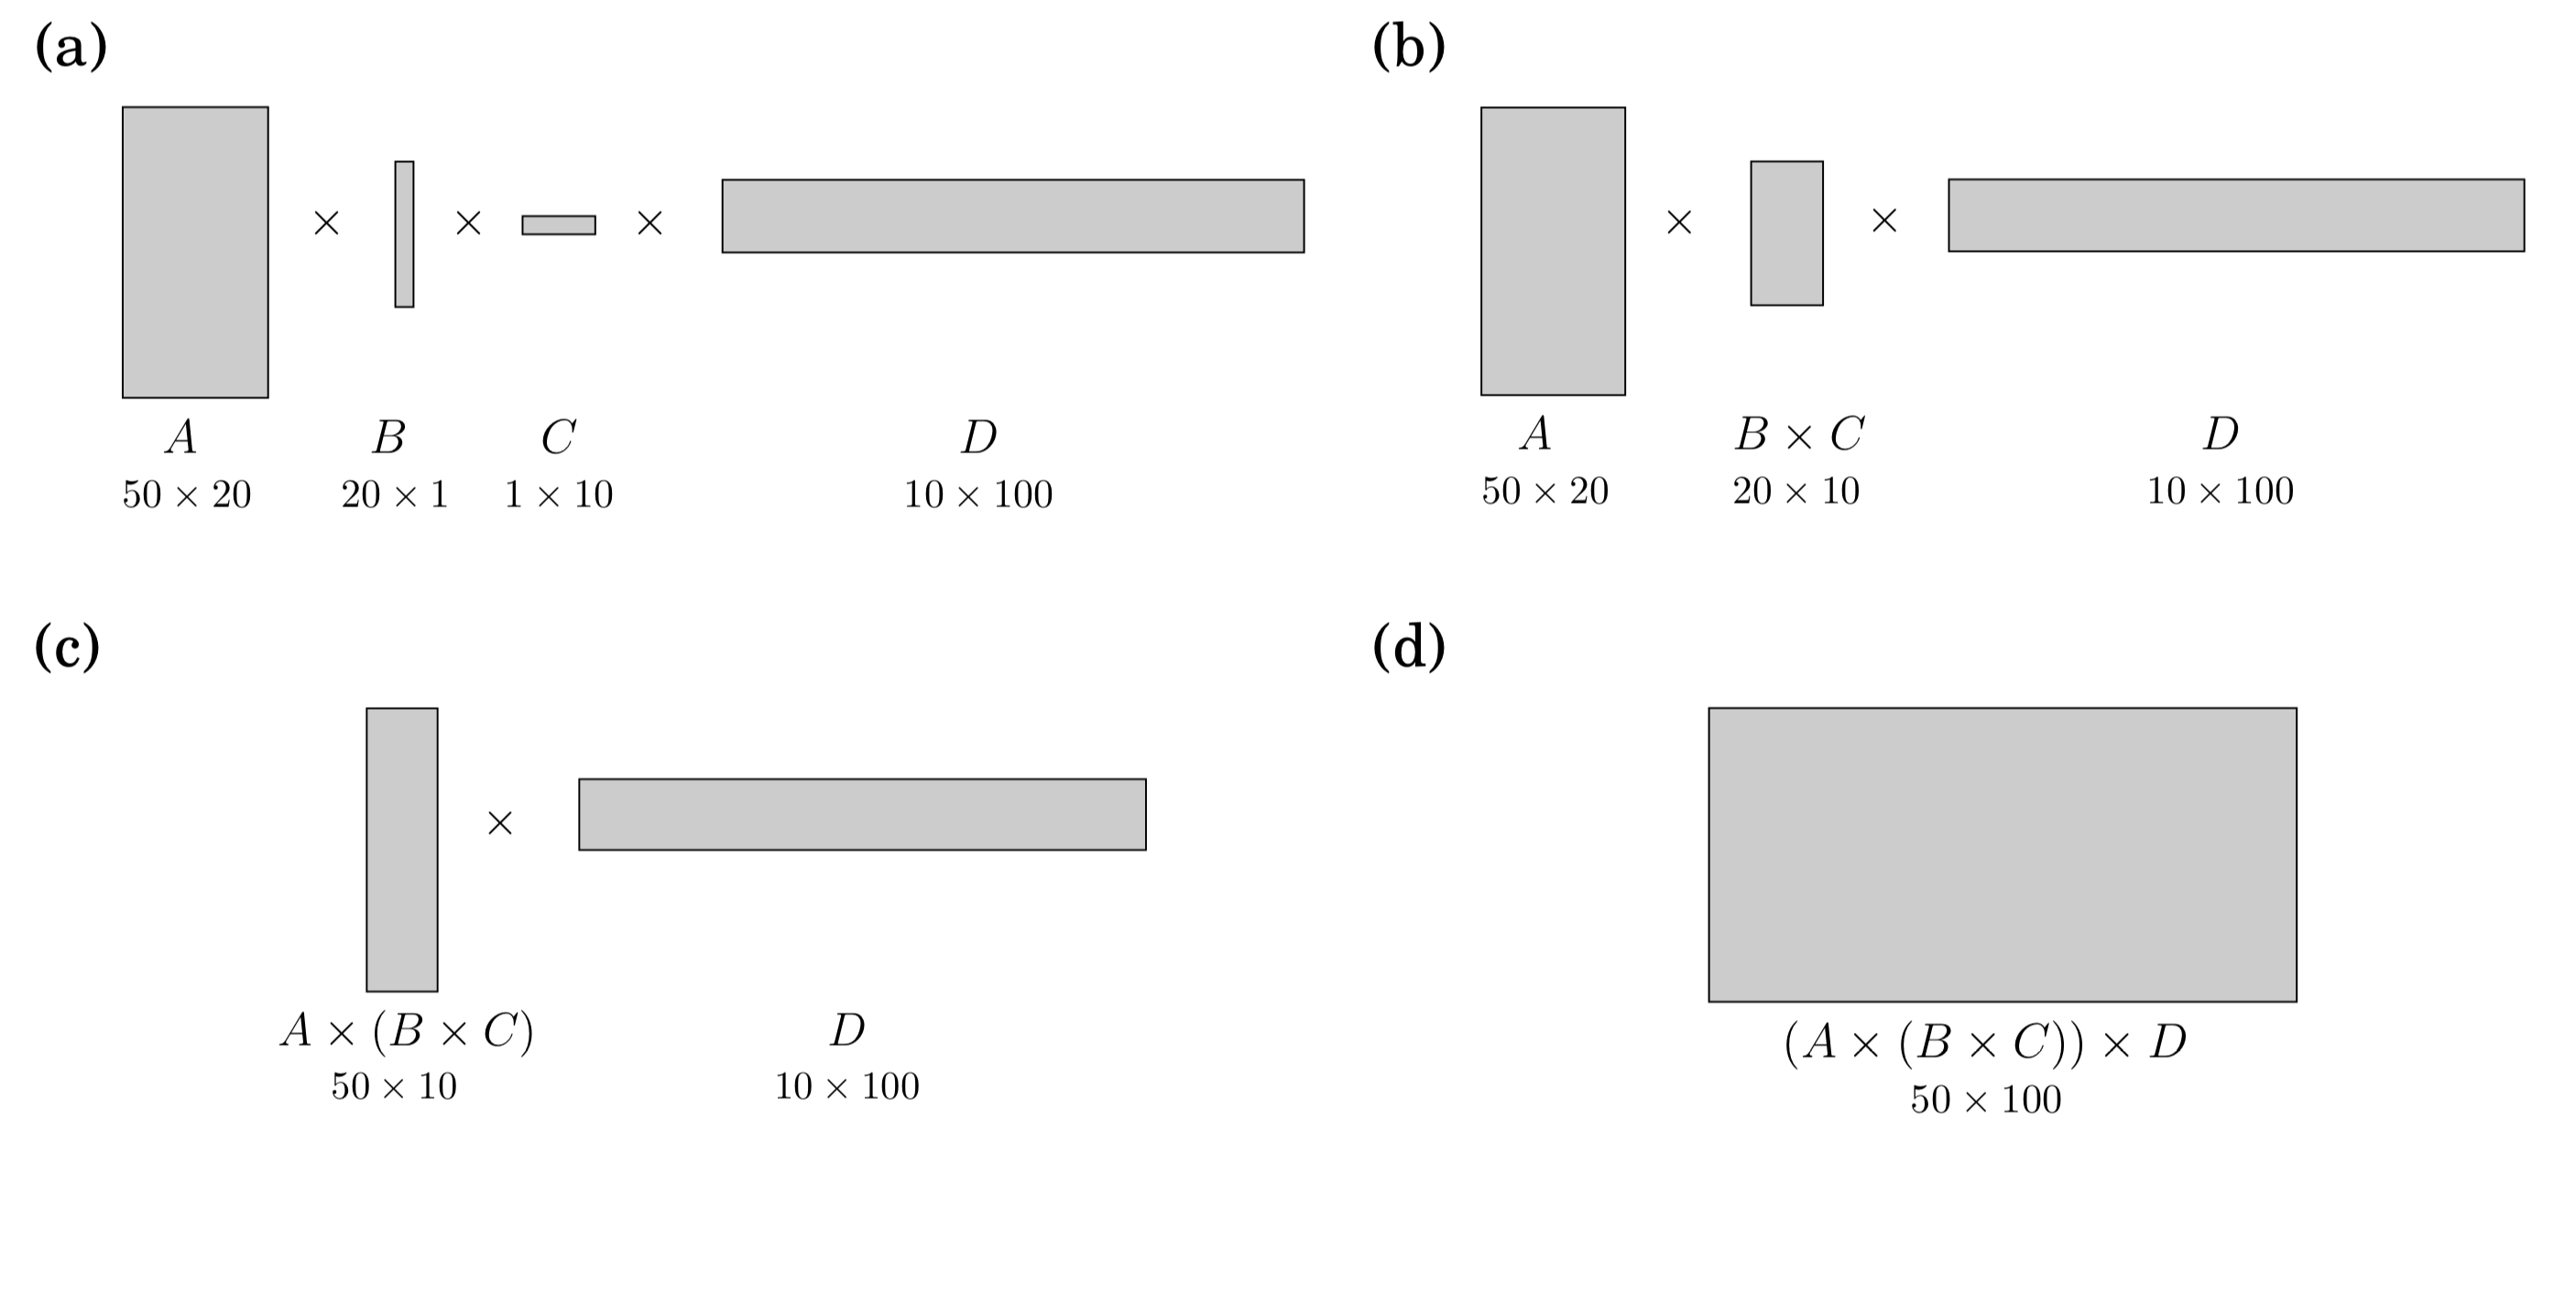 (a)
× × ×
A B C D
50 × 20 20 × 1 1 × 10 10 × 100
(b)
× ×
A B × C D
50 × 20 20 × 10 10 × 100
(c)
×
A × (B × C) D
50 × 10 10 × 100
(d)
(A × (B × C)) × D
50 × 100